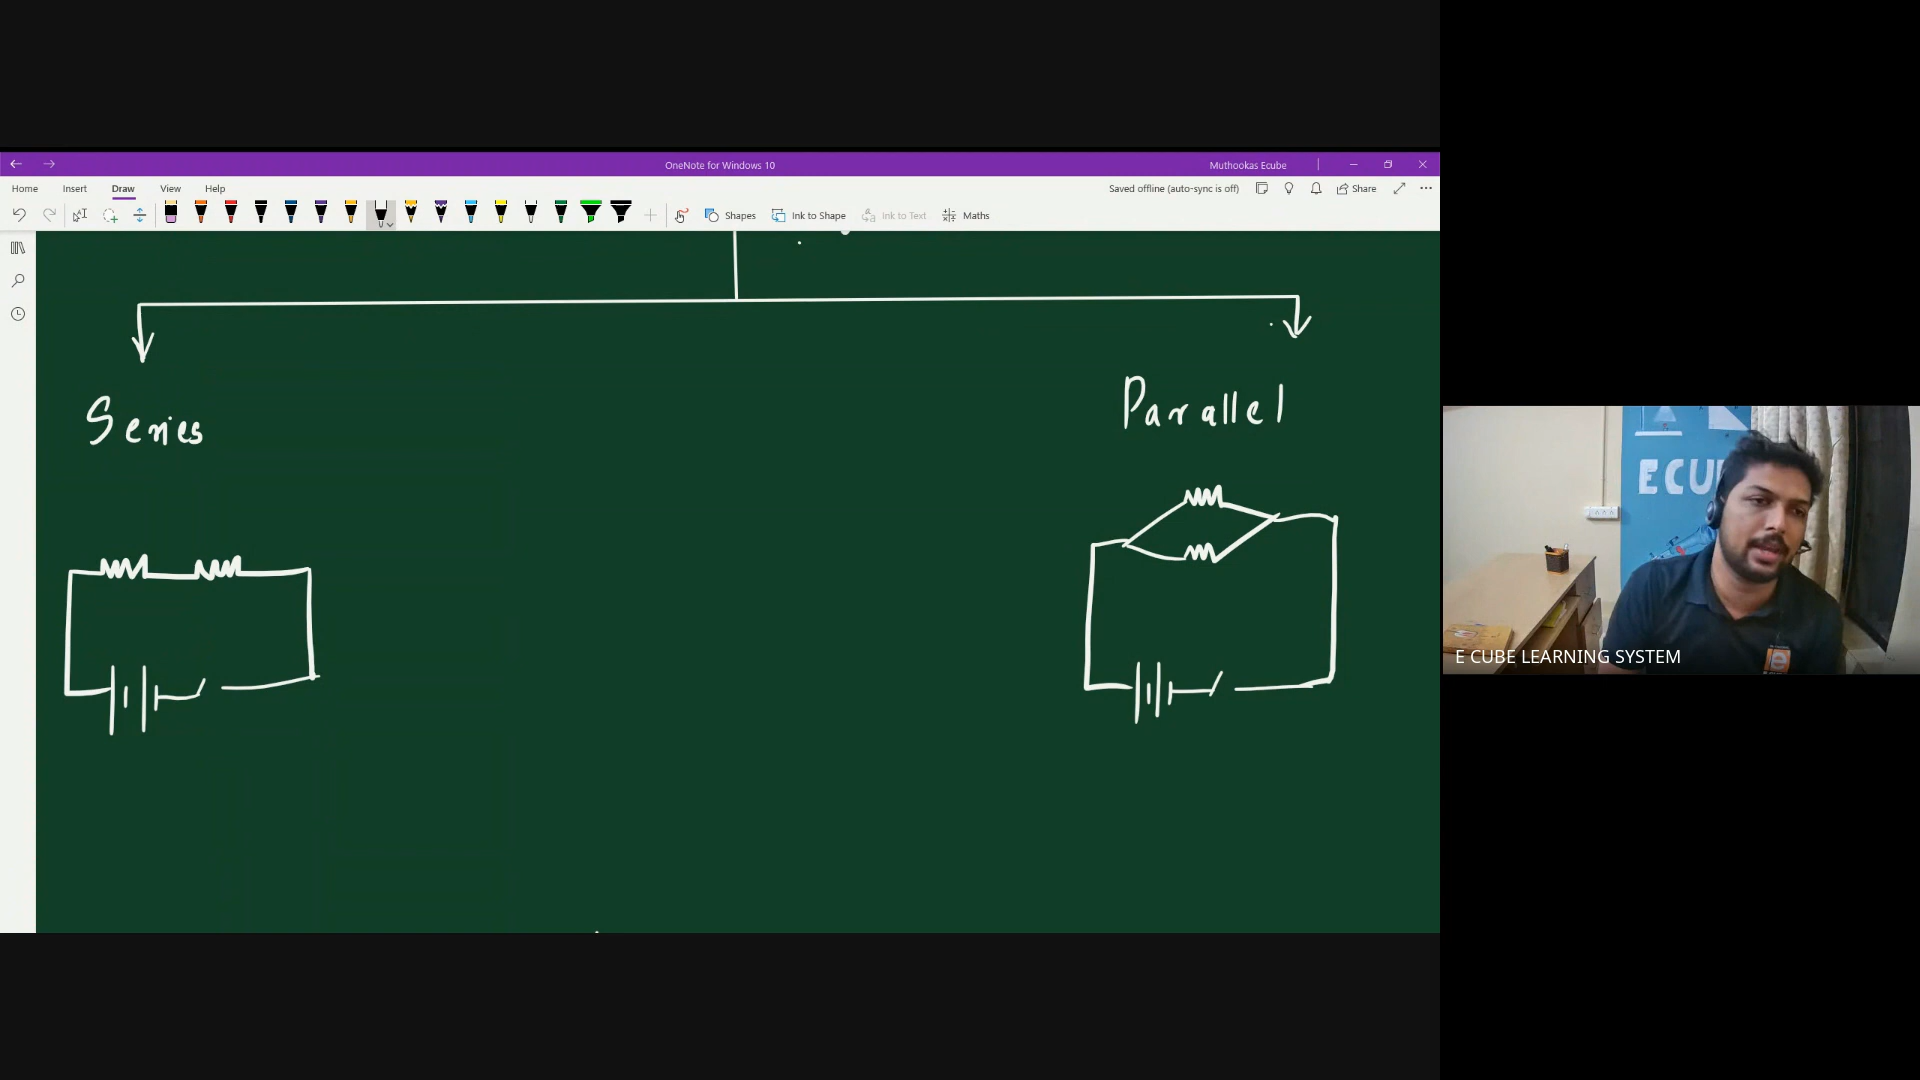 OneNote for Windows 10
Muthookas Ecube
Home Insert Draw View Help
Saved offline (auto-sync is off)
Share
Shapes
Ink to Shape
Ink to Text
Maths
Series
Parallel
ECU
E CUBE LEARNING SYSTEM